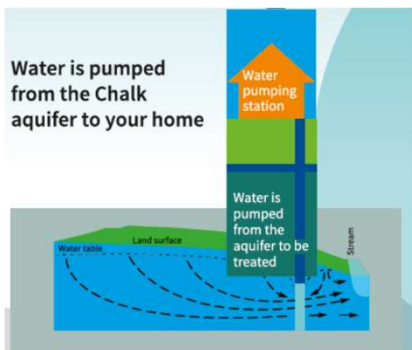 Water is pumped
from the Chalk
aquifer to your home
Water
pumping
station
Water is
pumped
from the
aquifer to be
treated
Land surface
Water table
Stream